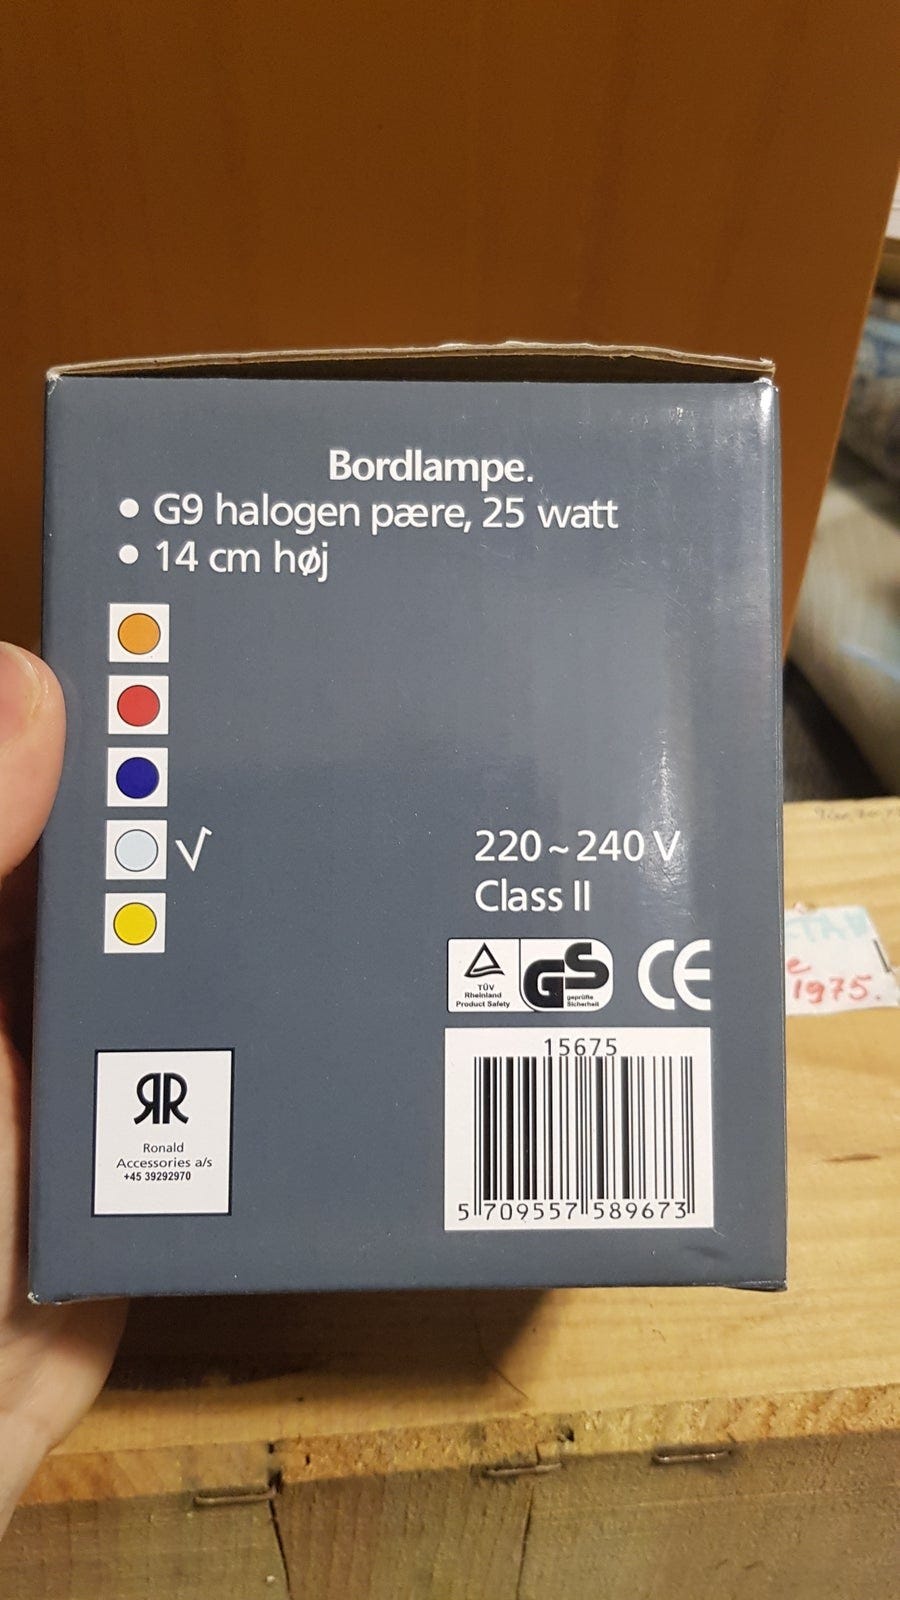 Bordlampe.
• G9 halogen pære, 25 watt
• 14 cm høj
√
220~240 V
Class II
TÜV
Rheinland
Product Safety
GS
geprüfte
Sicherheit
CE
15675
5 709557 589673
RR
Ronald
Accessories a/s
+45 39292970
1975.